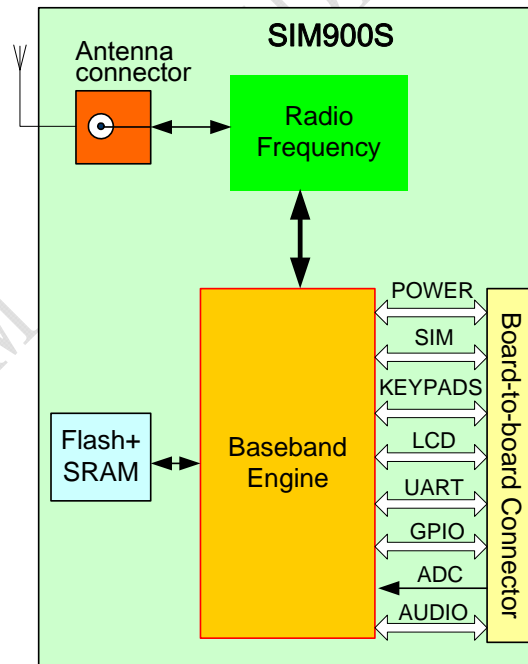 SIM900S
Antenna
connector
Radio
Frequency
POWER
SIM
KEYPADS
LCD
UART
GPIO
ADC
AUDIO
Flash+
SRAM
Baseband
Engine
Board-to-board Connector